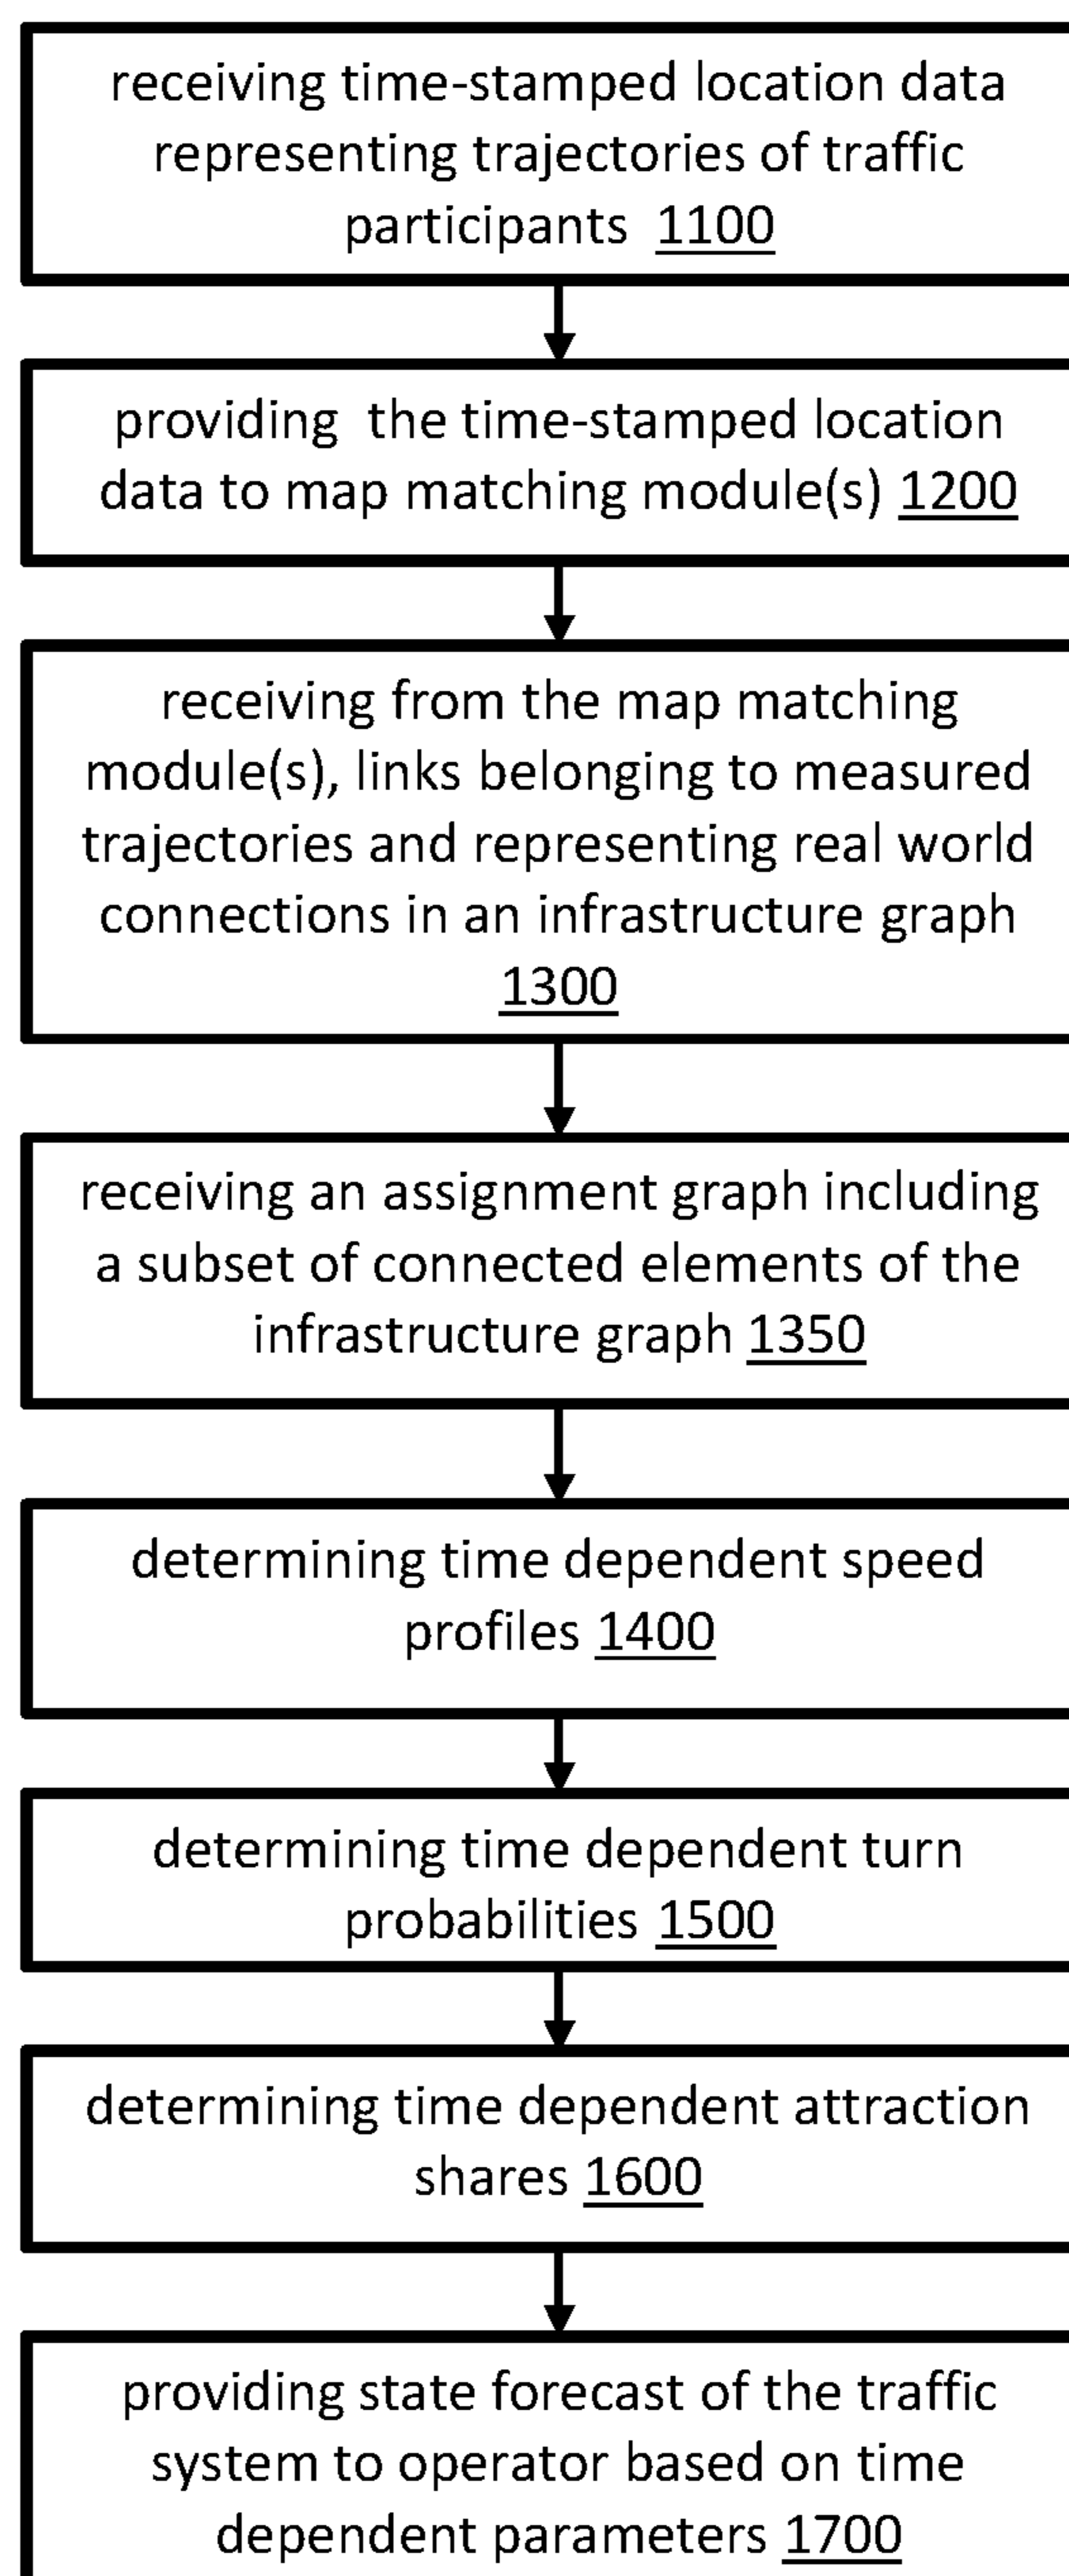 receiving time-stamped location data
representing trajectories of traffic
participants 1100
providing the time-stamped location
data to map matching module(s) 1200
receiving from the map matching
module(s), links belonging to measured
trajectories and representing real world
connections in an infrastructure graph
1300
receiving an assignment graph including
a subset of connected elements of the
infrastructure graph 1350
determining time dependent speed
profiles 1400
determining time dependent turn
probabilities 1500
determining time dependent attraction
shares 1600
providing state forecast of the traffic
system to operator based on time
dependent parameters 1700